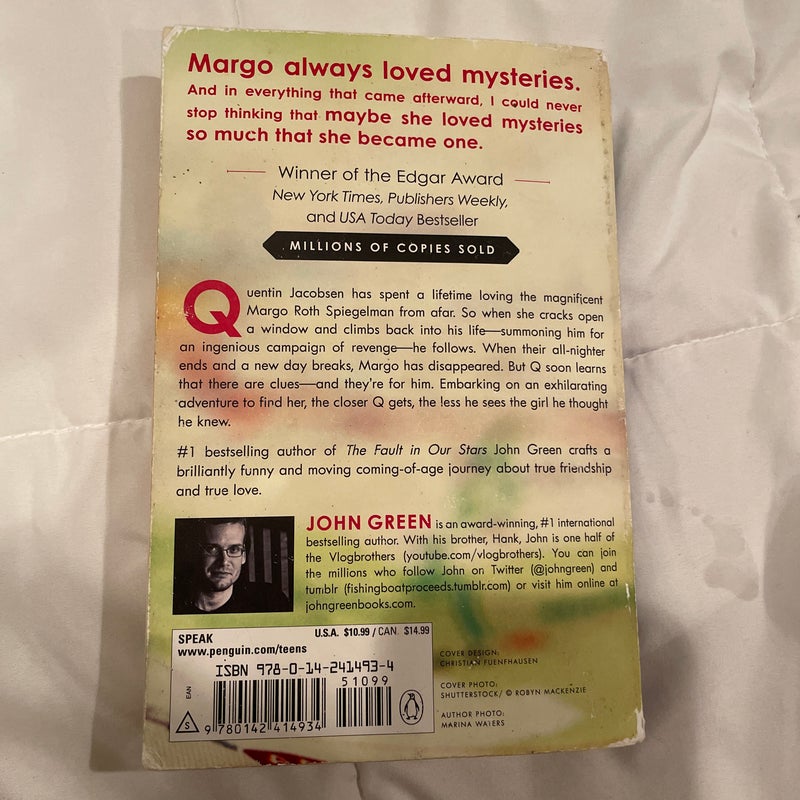 Margo always loved mysteries.
And in everything that came afterward, I could never
stop thinking that maybe she loved mysteries
so much that she became one.
Winner of the Edgar Award
New York Times, Publishers Weekly,
and USA Today Bestseller
MILLIONS OF COPIES SOLD
Quentin Jacobsen has spent a lifetime loving the magnificent
Margo Roth Spiegelman from afar. So when she cracks open
a window and climbs back into his life—summoning him for
an ingenious campaign of revenge—he follows. When their all-nighter
ends and a new day breaks, Margo has disappeared. But Q soon learns
that there are clues—and they're for him. Embarking on an exhilarating
adventure to find her, the closer Q gets, the less he sees the girl he thought
he knew.
#1 bestselling author of The Fault in Our Stars John Green crafts a
brilliantly funny and moving coming-of-age journey about true friendship
and true love.
JOHN GREEN is an award-winning, #1 international
bestselling author. With his brother, Hank, John is one half of
the Vlogbrothers (youtube.com/vlogbrothers). You can join
the millions who follow John on Twitter (@johngreen) and
tumblr (fishingboatproceeds.tumblr.com) or visit him online at
johngreenbooks.com.
SPEAK
U.S.A. $10.99 / CAN. $14.99
www.penguin.com/teens
ISBN 978-0-14-241493-4
51099
EAN
S
9 780142 414934
COVER DESIGN:
CHRISTIAN FUENFHAUSEN
COVER PHOTO:
SHUTTERSTOCK/ © ROBYN MACKENZIE
AUTHOR PHOTO:
MARINA WATERS